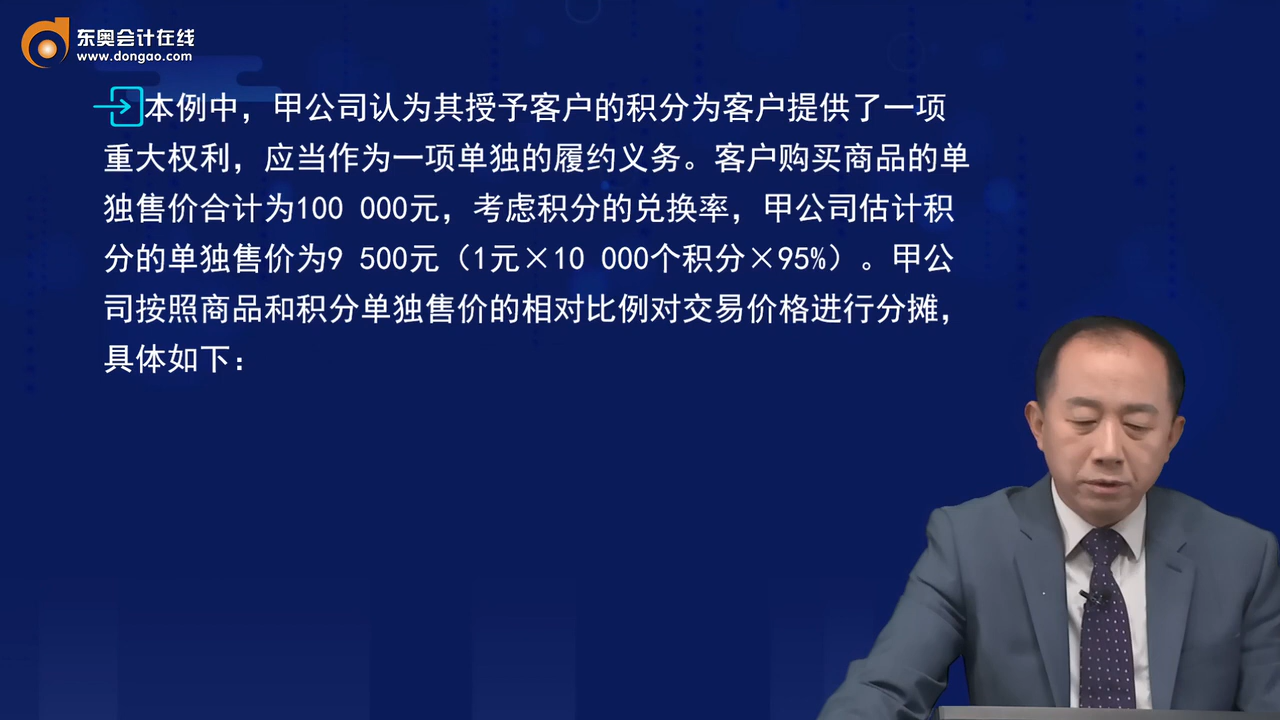 东奥会计在线
www.dongao.com
本例中，甲公司认为其授予客户的积分为客户提供了一项
重大权利，应当作为一项单独的履约义务。客户购买商品的单
独售价合计为100 000元，考虑积分的兑换率，甲公司估计积
分的单独售价为9 500元（1元×10 000个积分×95%）。甲公
司按照商品和积分单独售价的相对比例对交易价格进行分摊，
具体如下：